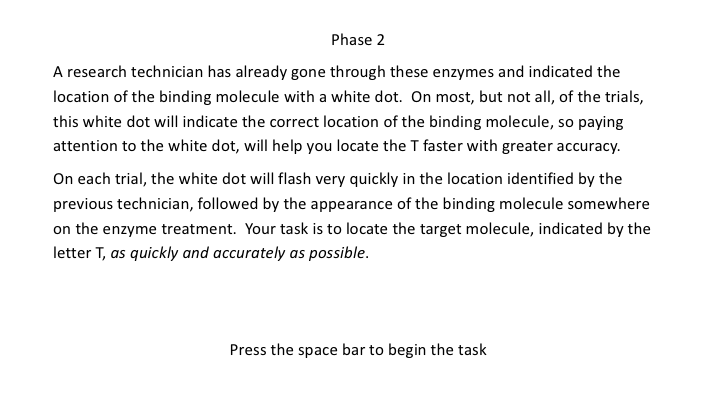 Phase 2
A research technician has already gone through these enzymes and indicated the
location of the binding molecule with a white dot.  On most, but not all, of the trials,
this white dot will indicate the correct location of the binding molecule, so paying
attention to the white dot, will help you locate the T faster with greater accuracy.
On each trial, the white dot will flash very quickly in the location identified by the
previous technician, followed by the appearance of the binding molecule somewhere
on the enzyme treatment.  Your task is to locate the target molecule, indicated by the
letter T, as quickly and accurately as possible.
Press the space bar to begin the task